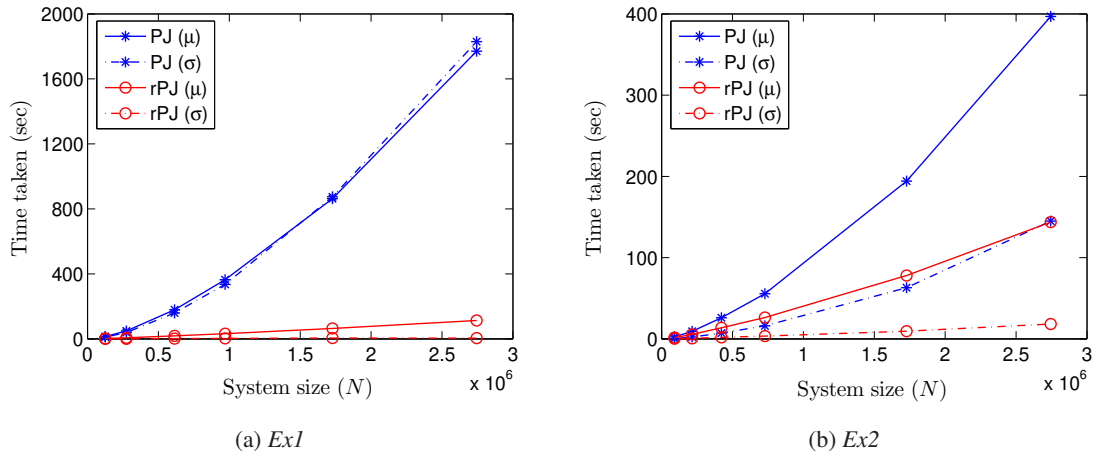 2000
1600
1200
800
400
0
Time taken (sec)
PJ (μ)
PJ (σ)
rPJ (μ)
rPJ (σ)
0 0.5 1 1.5 2 2.5 3
x 10^6
System size (N)
(a) Ex1
400
300
200
100
0
Time taken (sec)
PJ (μ)
PJ (σ)
rPJ (μ)
rPJ (σ)
0 0.5 1 1.5 2 2.5 3
x 10^6
System size (N)
(b) Ex2